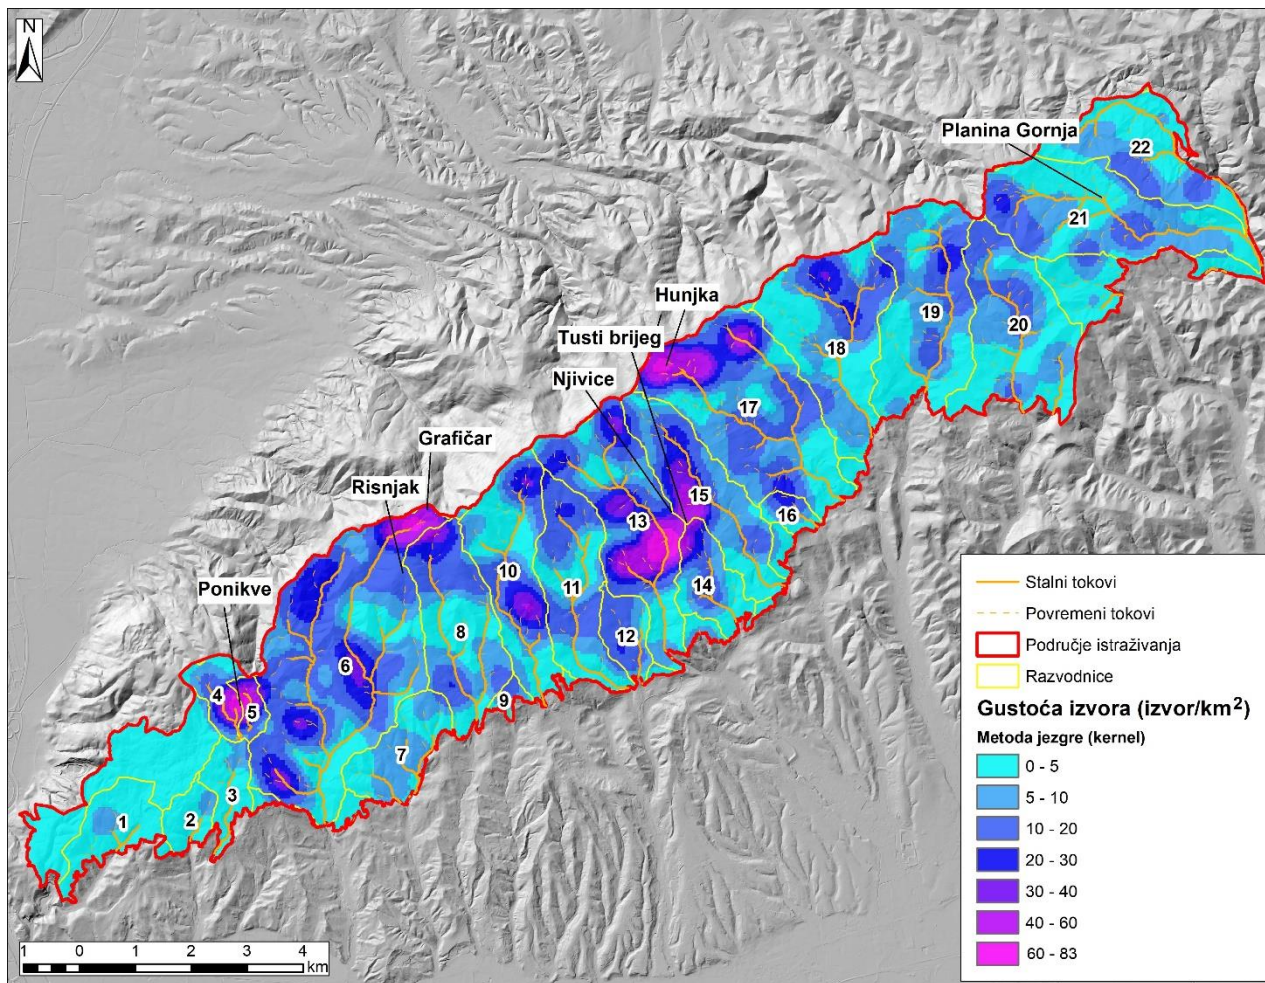 N
Planina Gornja
22
21
Hunjka
Tusti brijeg
19
20
Njivice
18
17
Grafičar
Risnjak
15
16
13
10
Ponikve
11
14
8
12
6
4
5
9
7
3
1
2
Stalni tokovi
Povremeni tokovi
Područje istraživanja
Razvodnice
Gustoća izvora (izvor/km²)
Metoda jezgre (kernel)
0 - 5
5 - 10
10 - 20
20 - 30
30 - 40
40 - 60
60 - 83
1 0 1 2 3 4
km